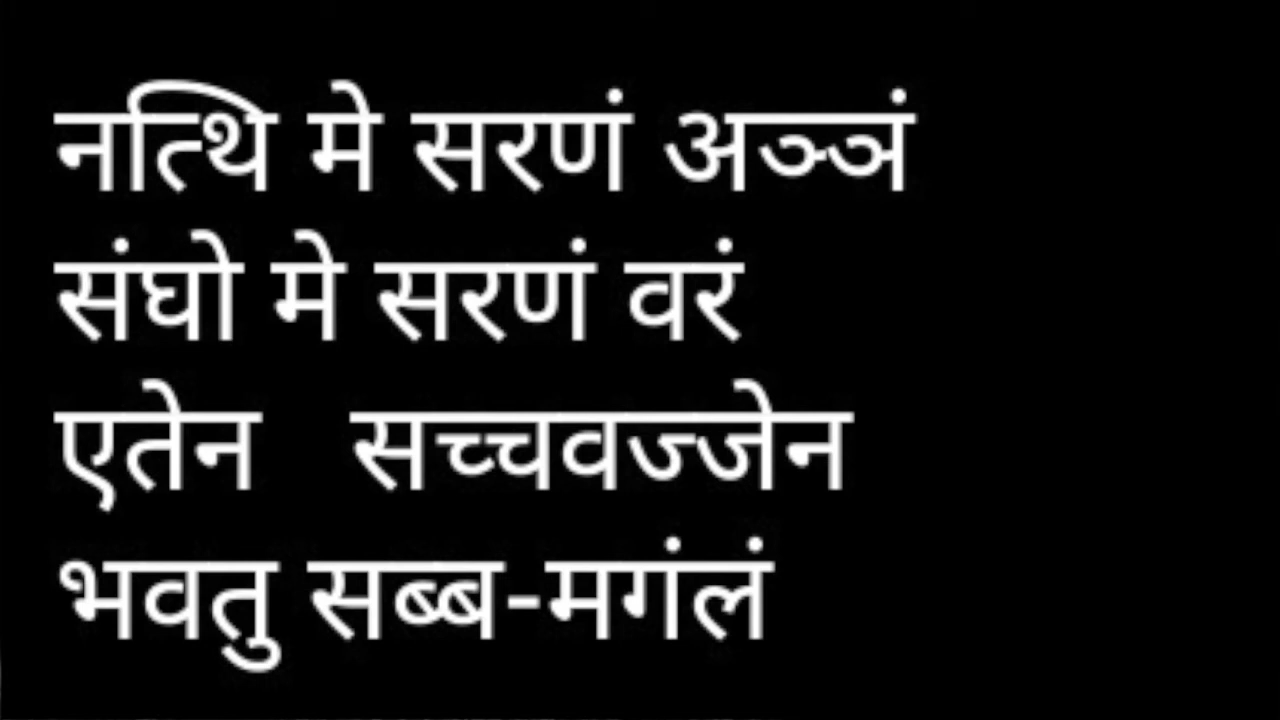 नत्थि मे सरणं अञ्ञं
संघो मे सरणं वरं
एतेन सच्चवज्जेन
भवतु सब्ब-मगंलं